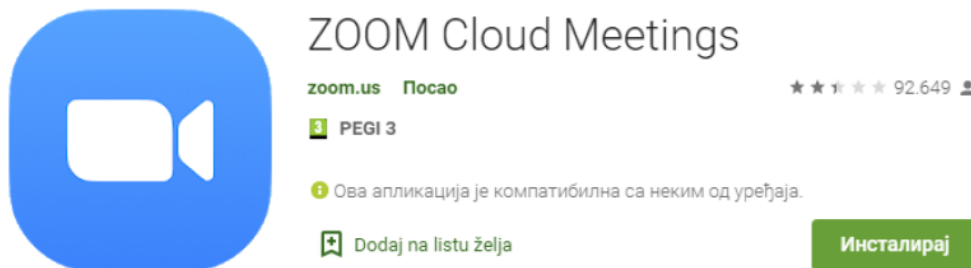 ZOOM Cloud Meetings
zoom.us Посао 92.649
3 PEGI 3
Ова апликација је компатибилна са неким од уређаја.
Dodaj na listu želja Инсталирај